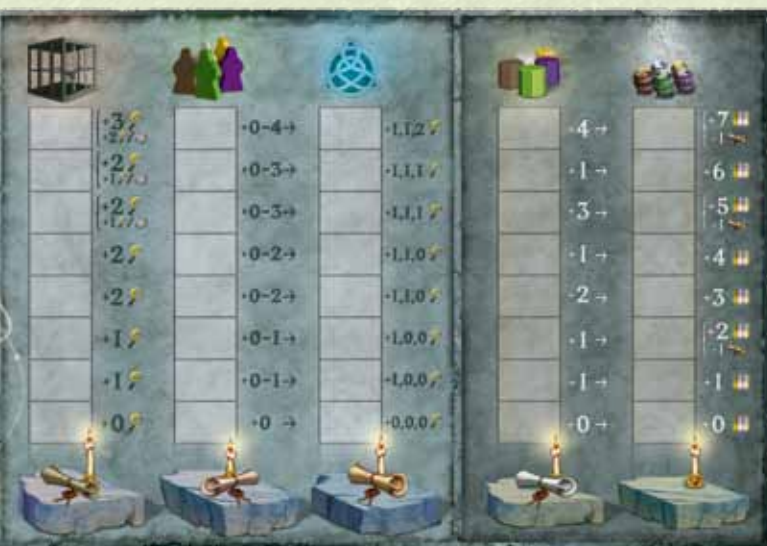 +3 +0-4→ +1,1,2 +4→ +7
-1
+2 +0-3→ +1,1,1 +1→ +6
+2 +0-3→ +1,1,1 +3→ +5
-1
+2 +0-2→ +1,1,0 +1→ +4
+2 +0-2→ +1,1,0 +2→ +3
+1 +0-1→ +1,0,0 +1→ +2
-1
+1 +0-1→ +1,0,0 +1→ +1
+0 +0→ +0,0,0 +0→ +0